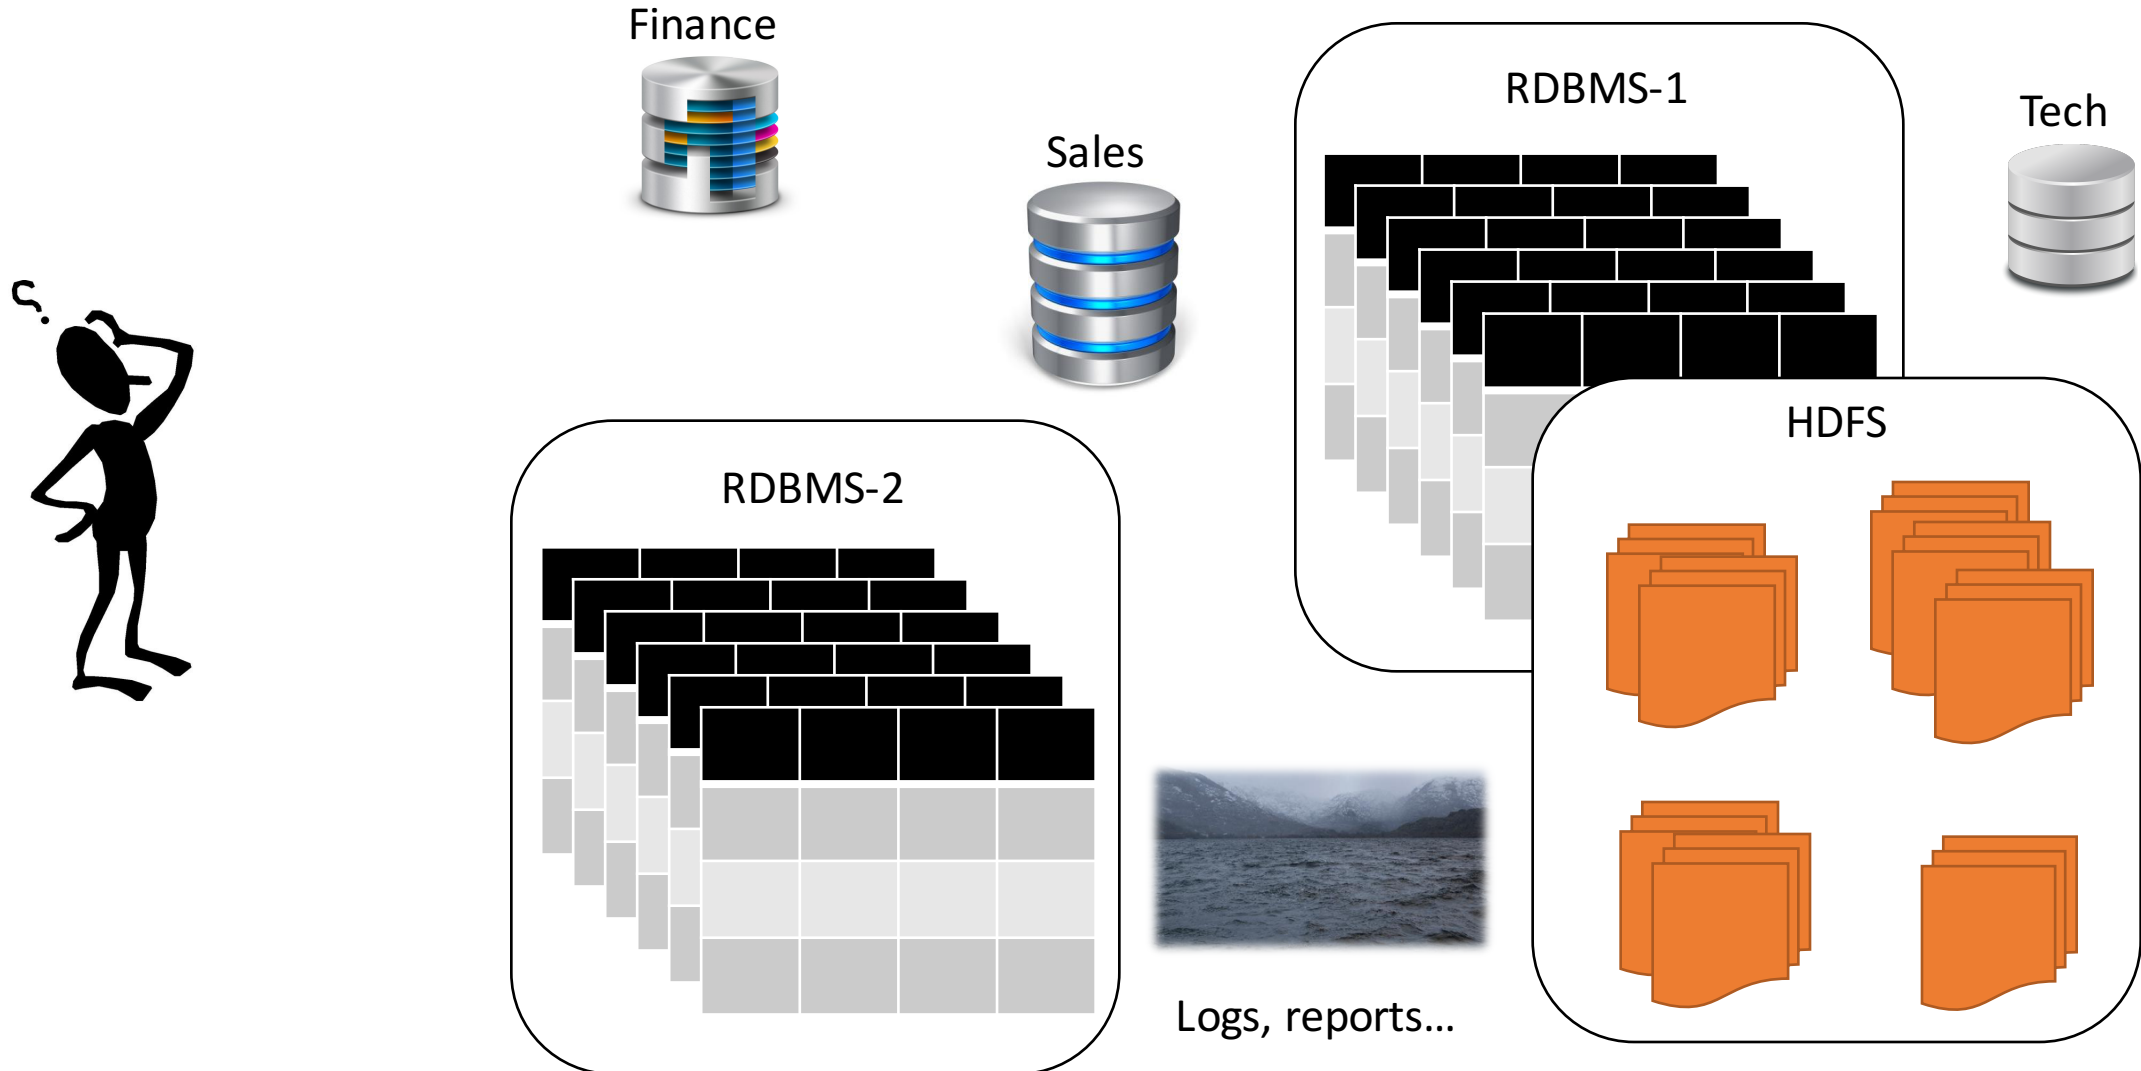 Finance
RDBMS-1
Tech
Sales
HDFS
RDBMS-2
Logs, reports…